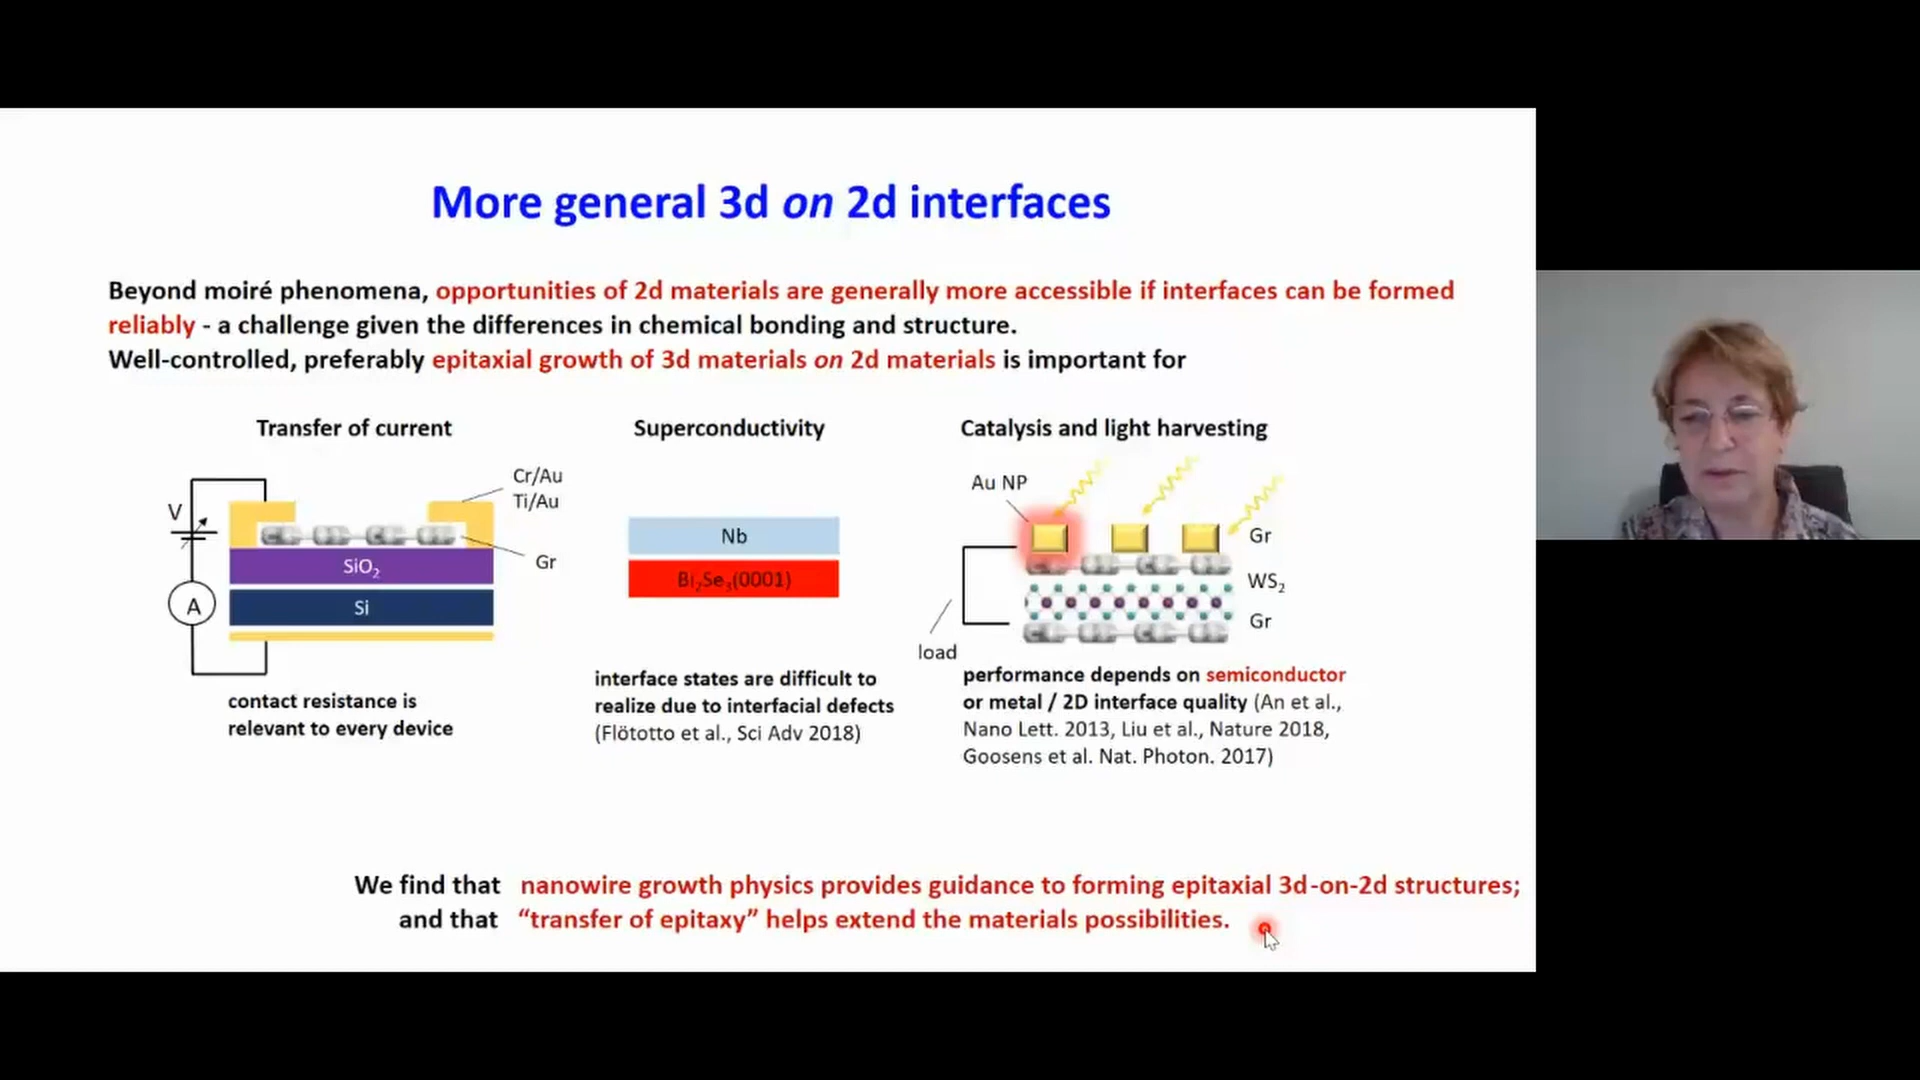 More general 3d on 2d interfaces
Beyond moiré phenomena, opportunities of 2d materials are generally more accessible if interfaces can be formed
reliably - a challenge given the differences in chemical bonding and structure.
Well-controlled, preferably epitaxial growth of 3d materials on 2d materials is important for
Transfer of current
V
A
Cr/Au
Ti/Au
Gr
SiO₂
Si
contact resistance is
relevant to every device
Superconductivity
Nb
Bi₂Se₃(0001)
interface states are difficult to
realize due to interfacial defects
(Flötotto et al., Sci Adv 2018)
Catalysis and light harvesting
Au NP
Gr
WS₂
Gr
load
performance depends on semiconductor
or metal / 2D interface quality (An et al.,
Nano Lett. 2013, Liu et al., Nature 2018,
Goosens et al. Nat. Photon. 2017)
We find that nanowire growth physics provides guidance to forming epitaxial 3d-on-2d structures;
and that “transfer of epitaxy” helps extend the materials possibilities.